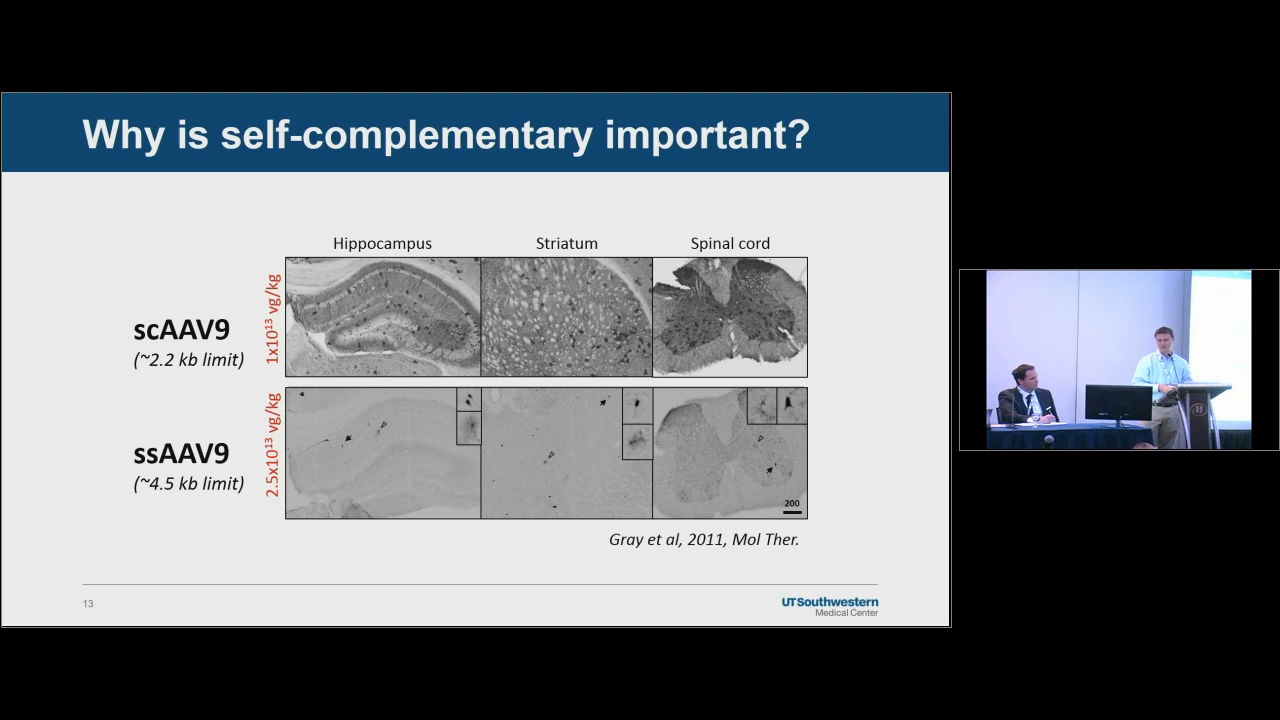 Why is self-complementary important?
Hippocampus
Striatum
Spinal cord
scAAV9
(~2.2 kb limit)
1x10¹³ vg/kg
ssAAV9
(~4.5 kb limit)
2.5x10¹³ vg/kg
200
Gray et al, 2011, Mol Ther.
13
UTSouthwestern
Medical Center